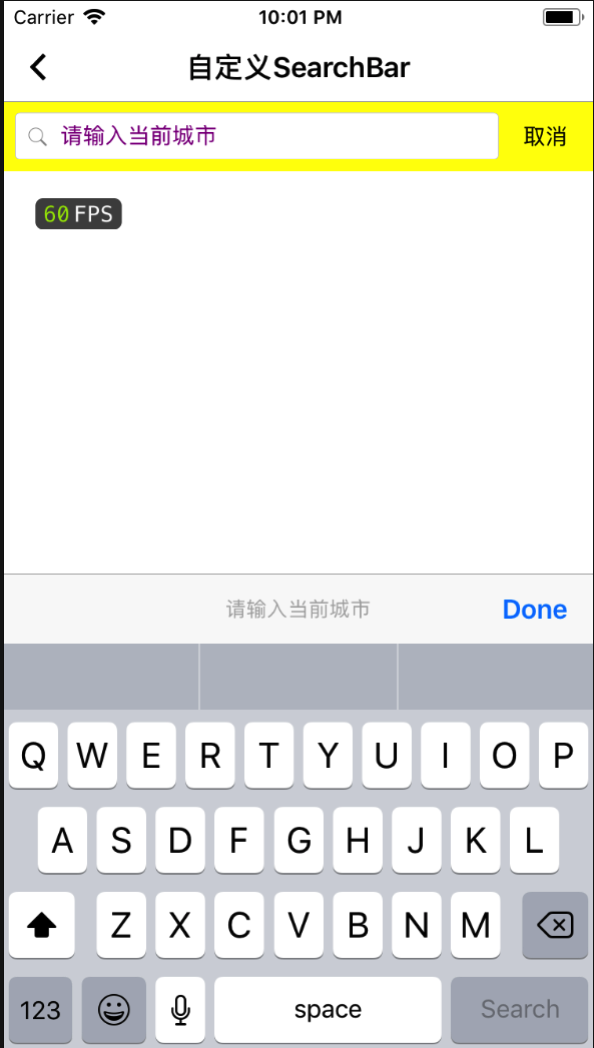 Carrier 10:01 PM
自定义SearchBar
请输入当前城市 取消
60 FPS
请输入当前城市 Done
Q W E R T Y U I O P
A S D F G H J K L
Z X C V B N M
123 space Search